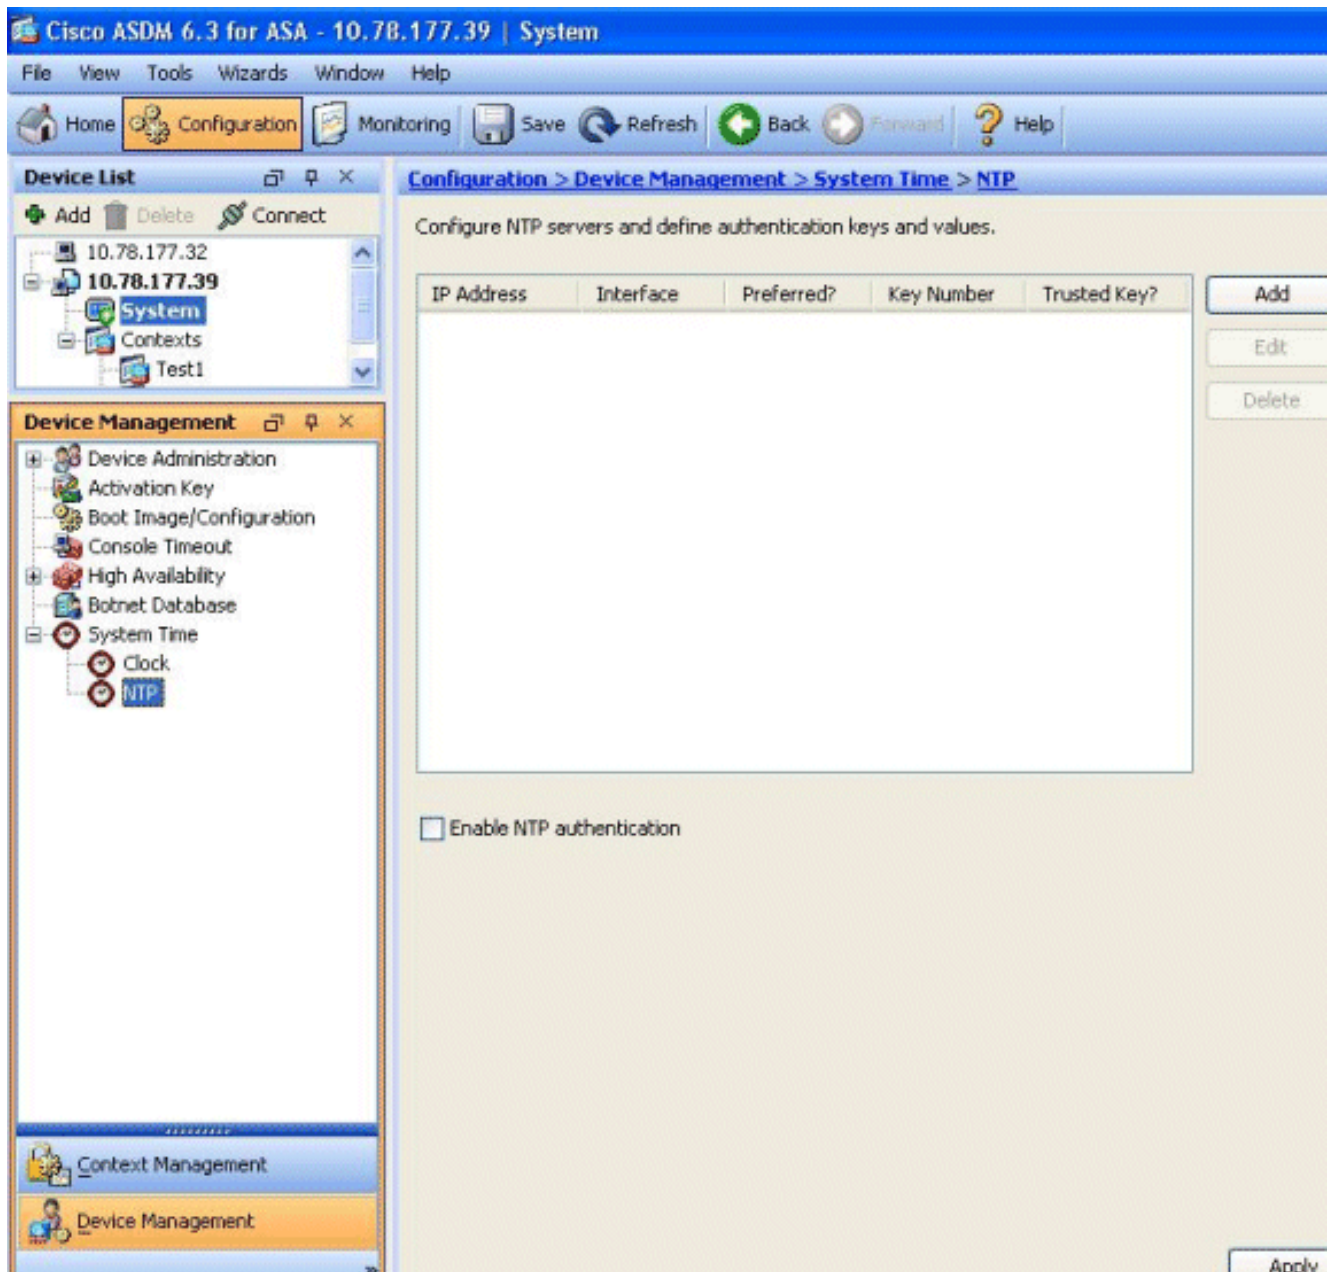 Cisco ASDM 6.3 for ASA - 10.78.177.39 | System
File View Tools Wizards Window Help
Home Configuration Monitoring Save Refresh Back Forward Help
Device List
Add Delete Connect
10.78.177.32
10.78.177.39
System
Contexts
Test1
Device Management
Device Administration
Activation Key
Boot Image/Configuration
Console Timeout
High Availability
Botnet Database
System Time
Clock
NTP
Context Management
Device Management
»
Configuration > Device Management > System Time > NTP
Configure NTP servers and define authentication keys and values.
IP Address Interface Preferred? Key Number Trusted Key?
Add
Edit
Delete
Enable NTP authentication
Apply